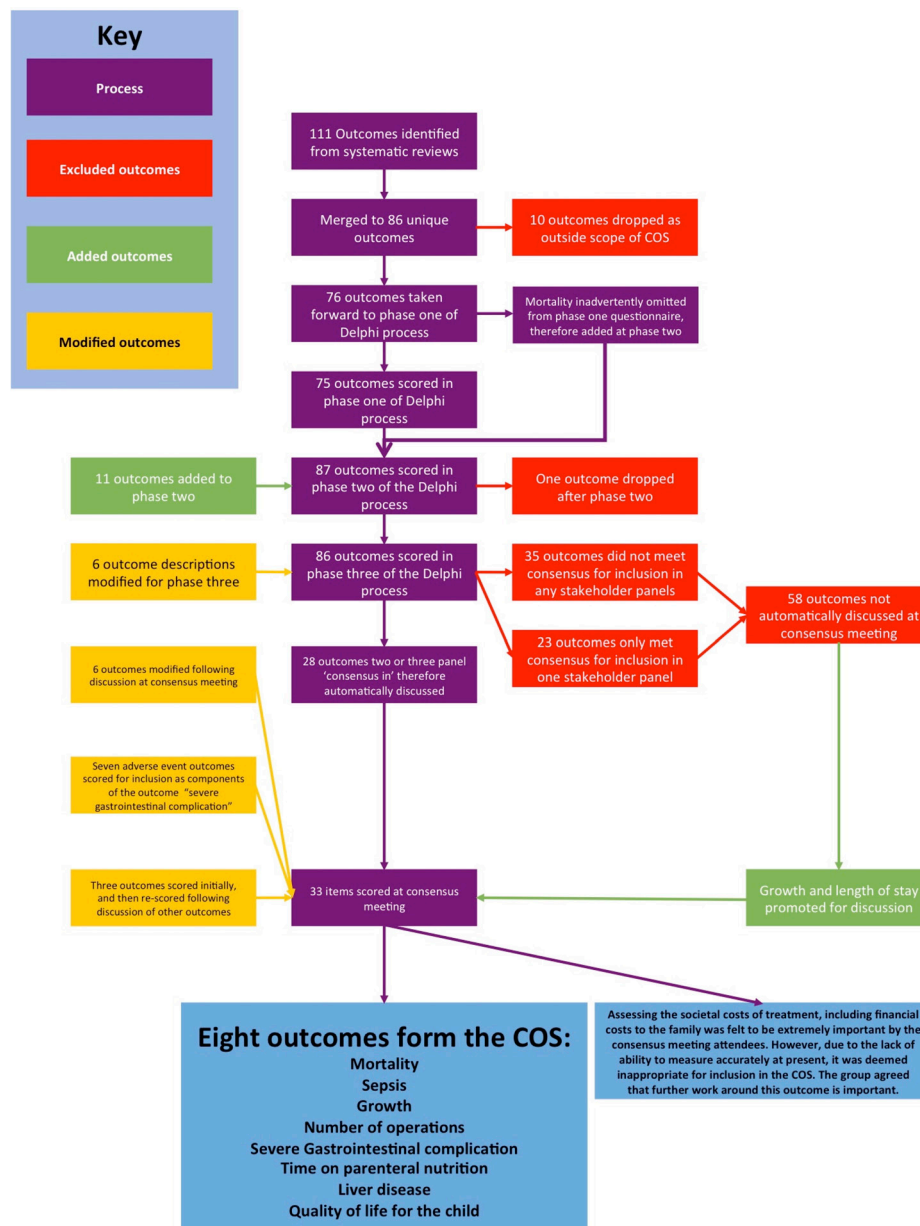 Key
Process
Excluded outcomes
Added outcomes
Modified outcomes
111 Outcomes identified
from systematic reviews
Merged to 86 unique
outcomes
10 outcomes dropped as
outside scope of COS
76 outcomes taken
forward to phase one of
Delphi process
Mortality inadvertently omitted
from phase one questionnaire,
therefore added at phase two
75 outcomes scored in
phase one of Delphi
process
11 outcomes added to
phase two
87 outcomes scored in
phase two of the Delphi
process
One outcome dropped
after phase two
6 outcome descriptions
modified for phase three
86 outcomes scored in
phase three of the Delphi
process
35 outcomes did not meet
consensus for inclusion in
any stakeholder panels
23 outcomes only met
consensus for inclusion in
one stakeholder panel
58 outcomes not
automatically discussed at
consensus meeting
6 outcomes modified following
discussion at consensus meeting
28 outcomes two or three panel
‘consensus in’ therefore
automatically discussed
Seven adverse event outcomes
scored for inclusion as components
of the outcome “severe
gastrointestinal complication”
Three outcomes scored initially,
and then re-scored following
discussion of other outcomes
33 items scored at consensus
meeting
Growth and length of stay
promoted for discussion
Eight outcomes form the COS:
Mortality
Sepsis
Growth
Number of operations
Severe Gastrointestinal complication
Time on parenteral nutrition
Liver disease
Quality of life for the child
Assessing the societal costs of treatment, including financial
costs to the family was felt to be extremely important by the
consensus meeting attendees. However, due to the lack of
ability to measure accurately at present, it was deemed
inappropriate for inclusion in the COS. The group agreed
that further work around this outcome is important.